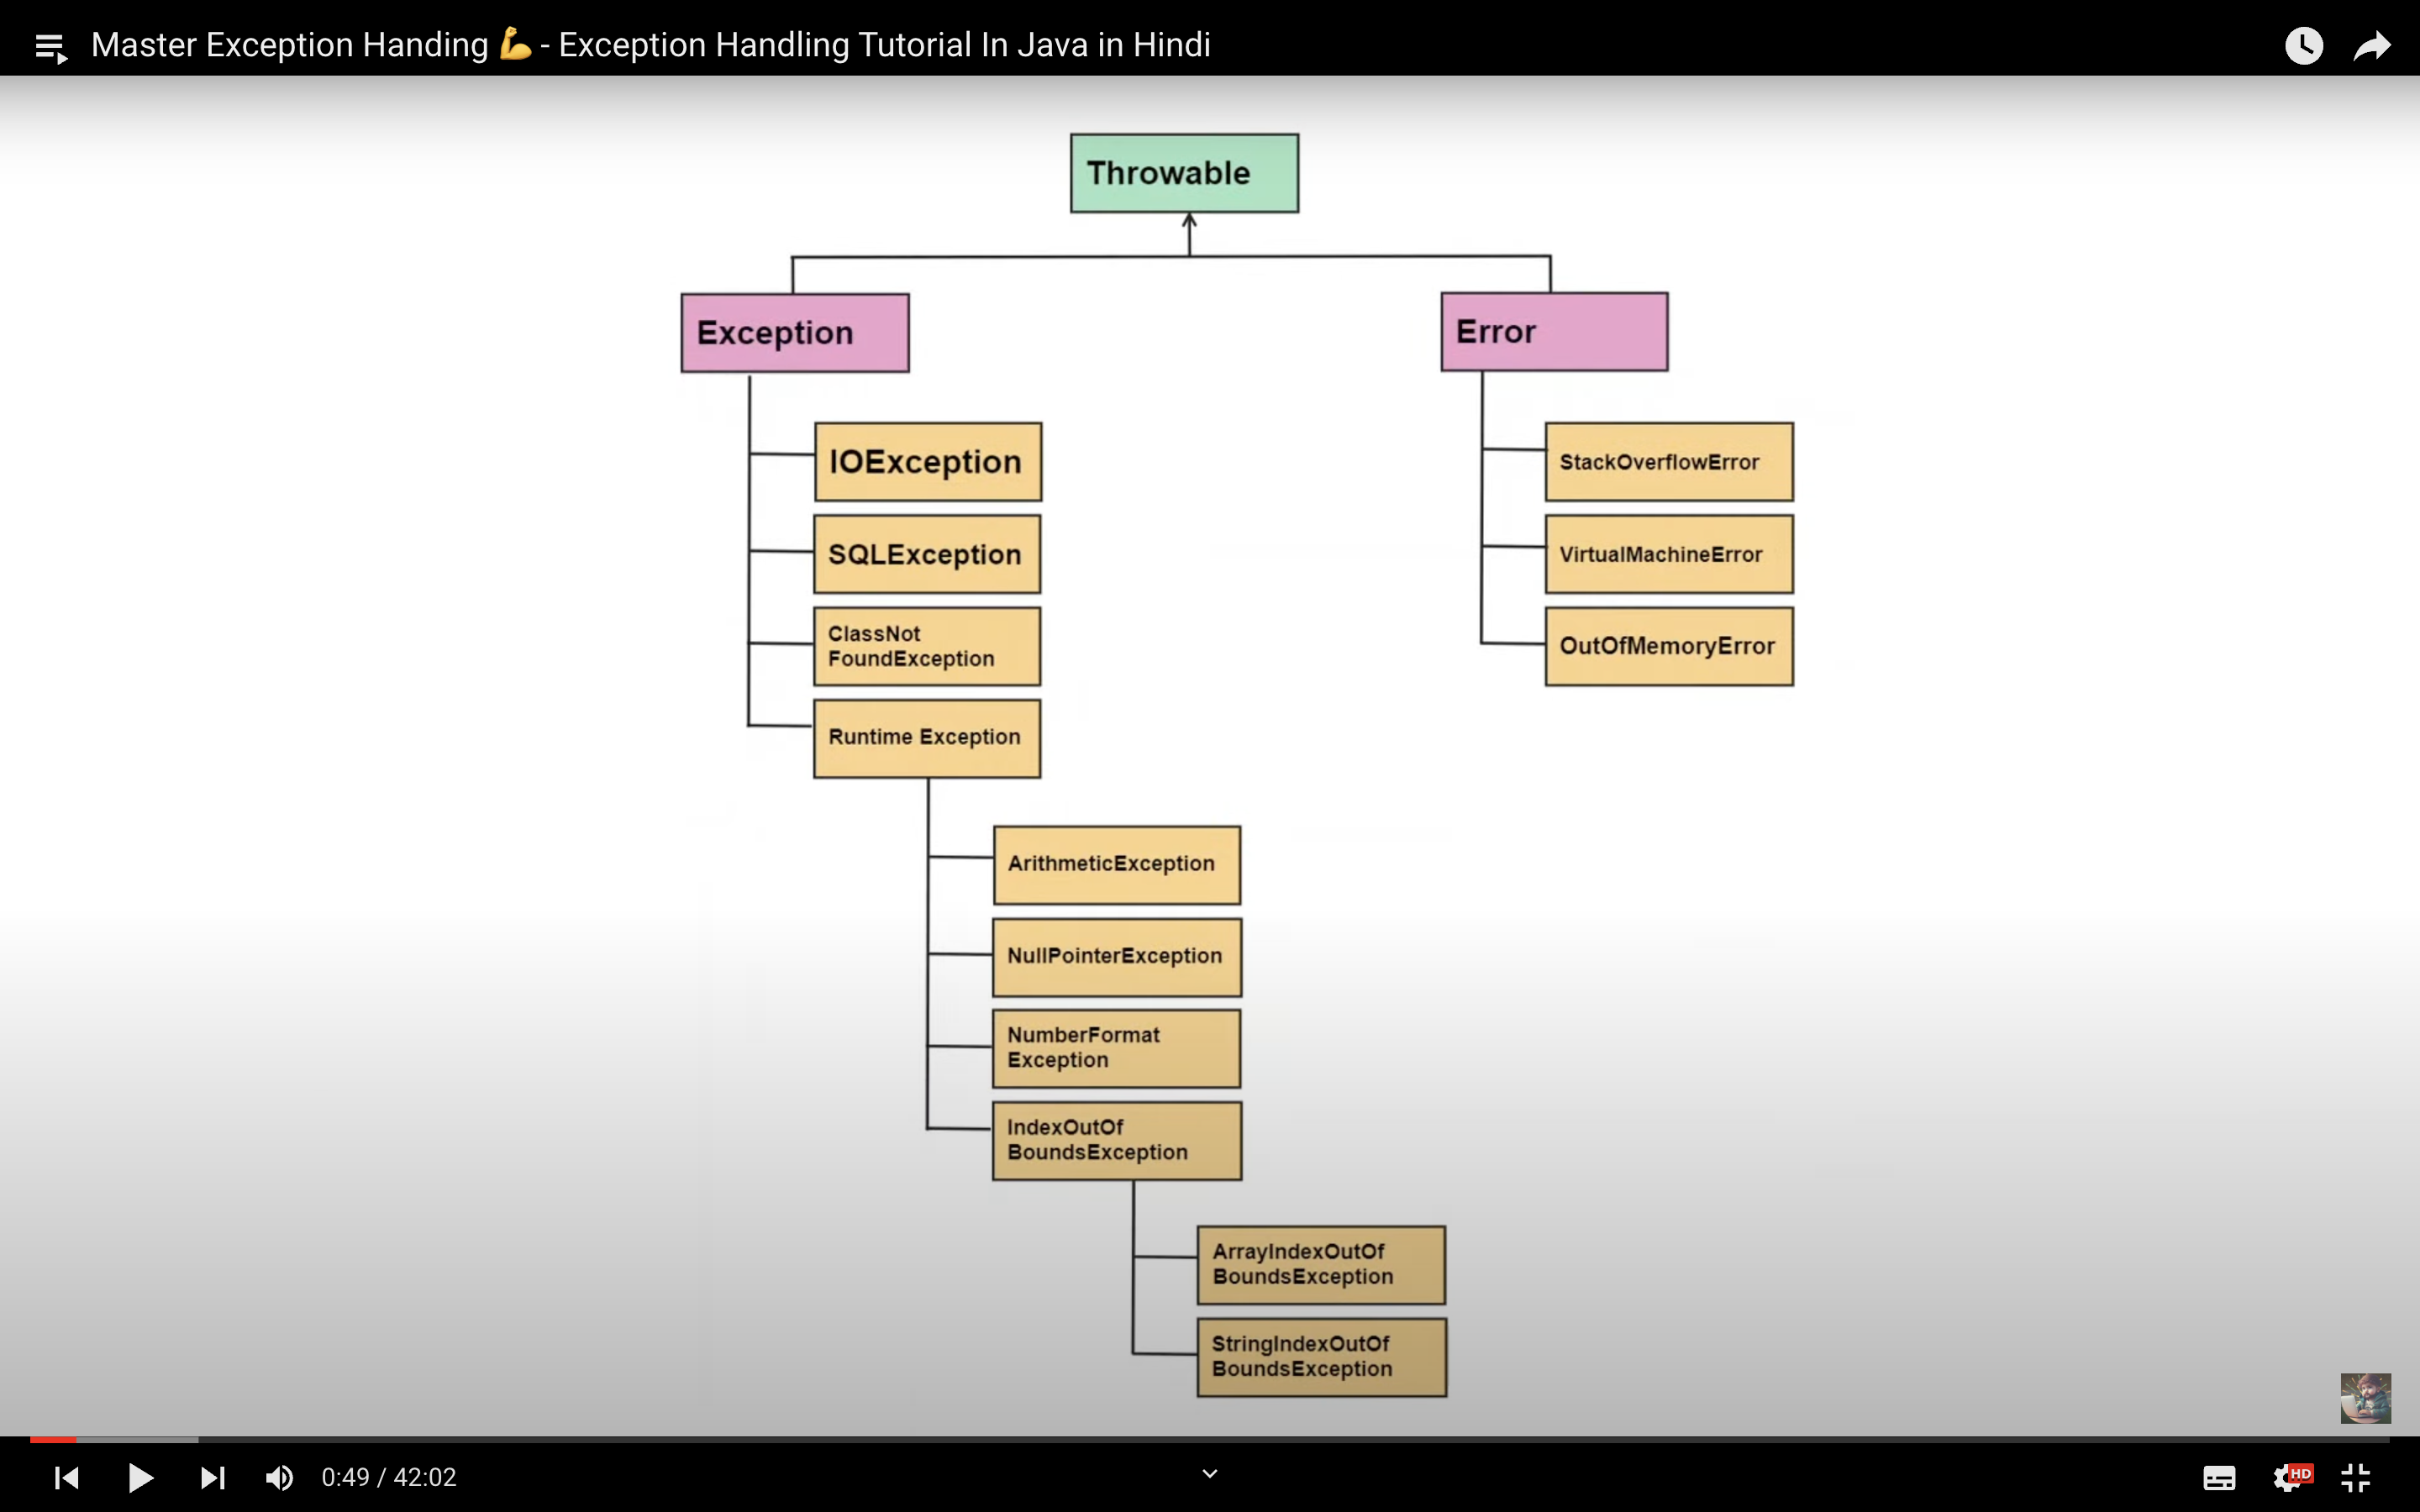 Master Exception Handing 💪 - Exception Handling Tutorial In Java in Hindi
Throwable
Exception
Error
IOException
SQLException
ClassNot
FoundException
Runtime Exception
StackOverflowError
VirtualMachineError
OutOfMemoryError
ArithmeticException
NullPointerException
NumberFormat
Exception
IndexOutOf
BoundsException
ArrayIndexOutOf
BoundsException
StringIndexOutOf
BoundsException
0:49 / 42:02
HD